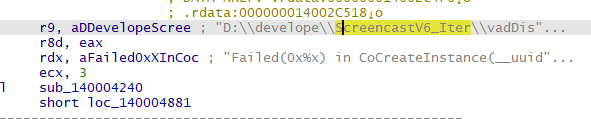 ; .rdata:000000014002C518↓o
r9, aDDevelopeScree ; "D:\\develope\\ScreencastV6_Iter\\vadDis"...
r8d, eax
rdx, aFailed0xXInCoc ; "Failed(0x%x) in CoCreateInstance(__uuid"...
ecx, 3
l sub_140004240
short loc_140004881